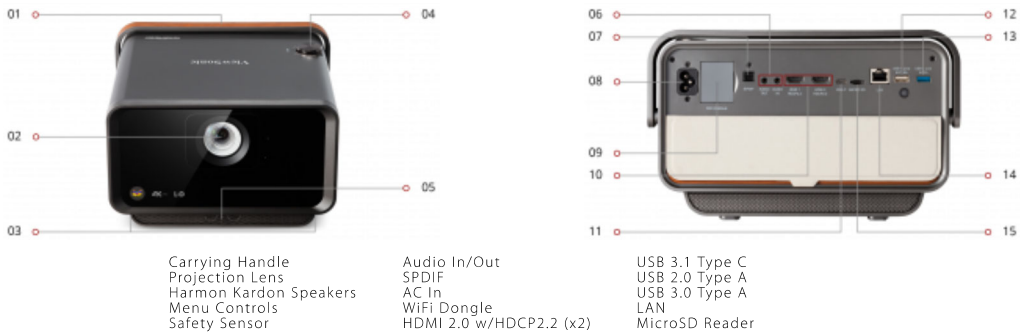 01
04
02
05
03
06
12
07
13
08
09
10
14
11
15
ViewSonic
4K
Carrying Handle
Projection Lens
Harmon Kardon Speakers
Menu Controls
Safety Sensor
Audio In/Out
SPDIF
AC In
WiFi Dongle
HDMI 2.0 w/HDCP2.2 (x2)
USB 3.1 Type C
USB 2.0 Type A
USB 3.0 Type A
LAN
MicroSD Reader